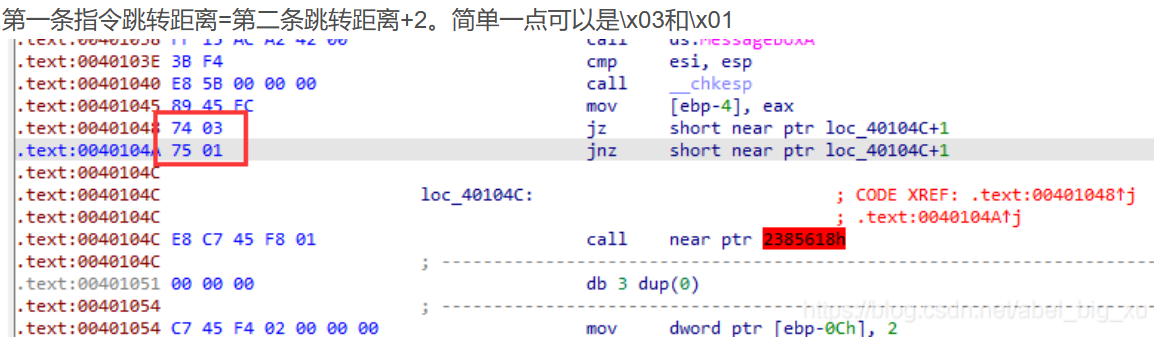 第一条指令跳转距离=第二条跳转距离+2。简单一点可以是\x03和\x01
.text:00401038 FF 15 AC A2 42 00 call ds:MessageBoxA
.text:0040103E 3B F4 cmp esi, esp
.text:00401040 E8 5B 00 00 00 call __chkesp
.text:00401045 89 45 FC mov [ebp-4], eax
.text:00401048 74 03 jz short near ptr loc_40104C+1
.text:0040104A 75 01 jnz short near ptr loc_40104C+1
.text:0040104C
.text:0040104C loc_40104C: ; CODE XREF: .text:00401048↑j
.text:0040104C ; .text:0040104A↑j
.text:0040104C E8 C7 45 F8 01 call near ptr 2385618h
.text:0040104C ; ---------------------------------------------------------------------------
.text:00401051 00 00 00 db 3 dup(0)
.text:00401054 ; ---------------------------------------------------------------------------
.text:00401054 C7 45 F4 02 00 00 00 mov dword ptr [ebp-0Ch], 2
https://blog.csdn.net/abel_big_xu